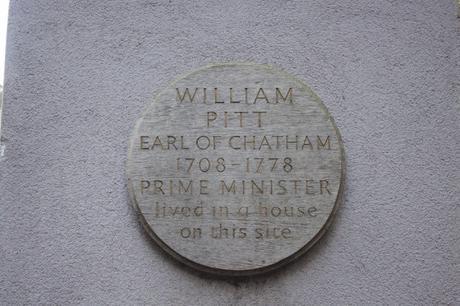 WILLIAM
PITT
EARL OF CHATHAM
1708-1778
PRIME MINISTER
lived in a house
on this site